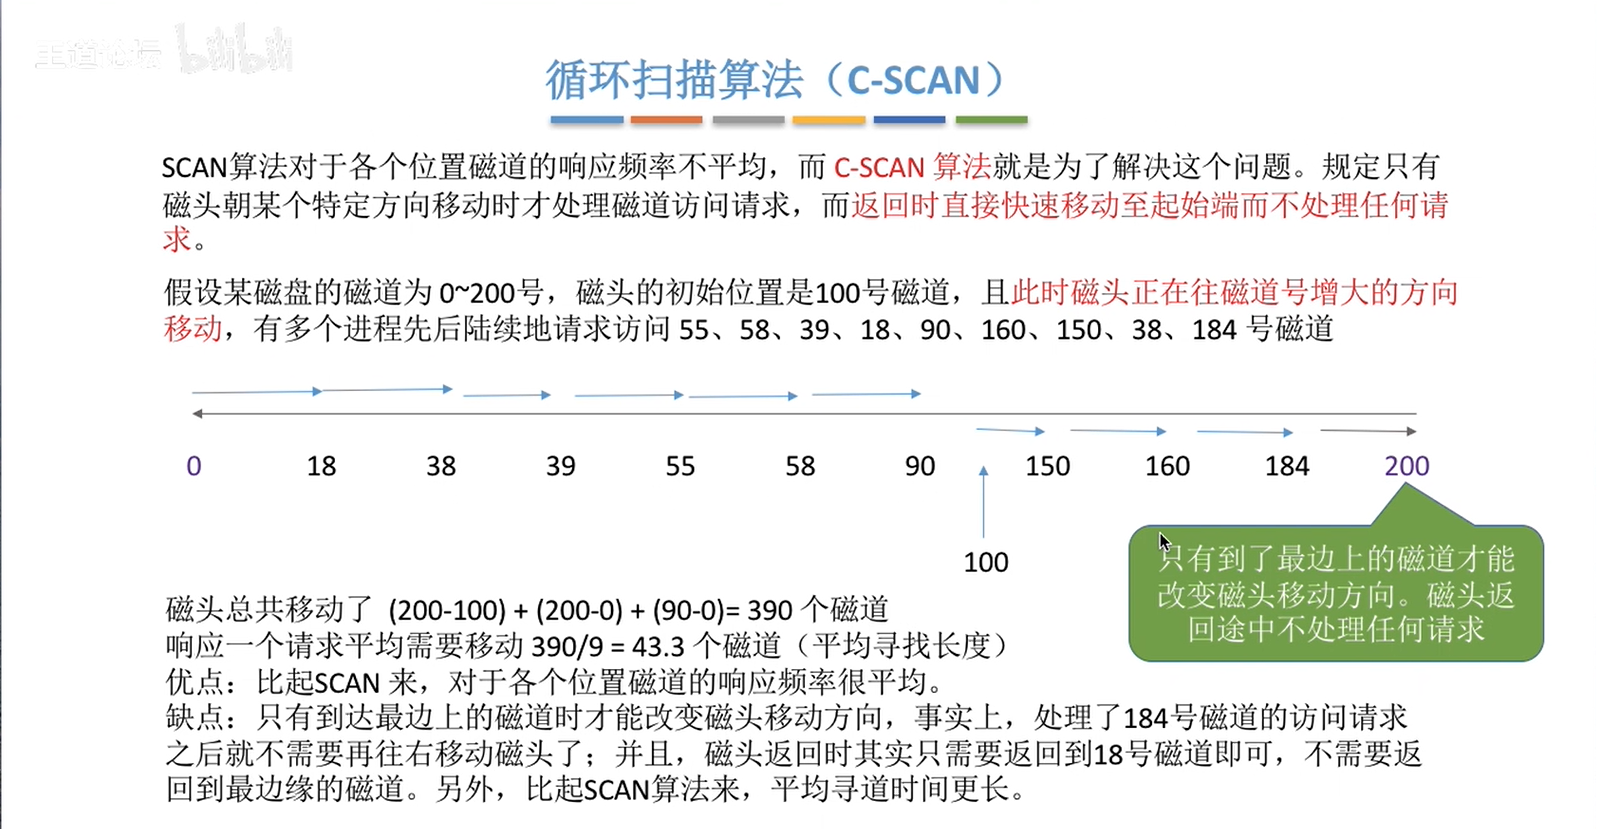 王道论坛 bilibili
循环扫描算法（C-SCAN）
SCAN算法对于各个位置磁道的响应频率不平均，而 C-SCAN 算法就是为了解决这个问题。规定只有
磁头朝某个特定方向移动时才处理磁道访问请求，而返回时直接快速移动至起始端而不处理任何请
求。
假设某磁盘的磁道为 0~200号，磁头的初始位置是100号磁道，且此时磁头正在往磁道号增大的方向
移动，有多个进程先后陆续地请求访问 55、58、39、18、90、160、150、38、184 号磁道
0 18 38 39 55 58 90 150 160 184 200
100
只有到了最边上的磁道才能
改变磁头移动方向。磁头返
回途中不处理任何请求
磁头总共移动了 (200-100) + (200-0) + (90-0)= 390 个磁道
响应一个请求平均需要移动 390/9 = 43.3 个磁道（平均寻找长度）
优点：比起SCAN 来，对于各个位置磁道的响应频率很平均。
缺点：只有到达最边上的磁道时才能改变磁头移动方向，事实上，处理了184号磁道的访问请求
之后就不需要再往右移动磁头了；并且，磁头返回时其实只需要返回到18号磁道即可，不需要返
回到最边缘的磁道。另外，比起SCAN算法来，平均寻道时间更长。